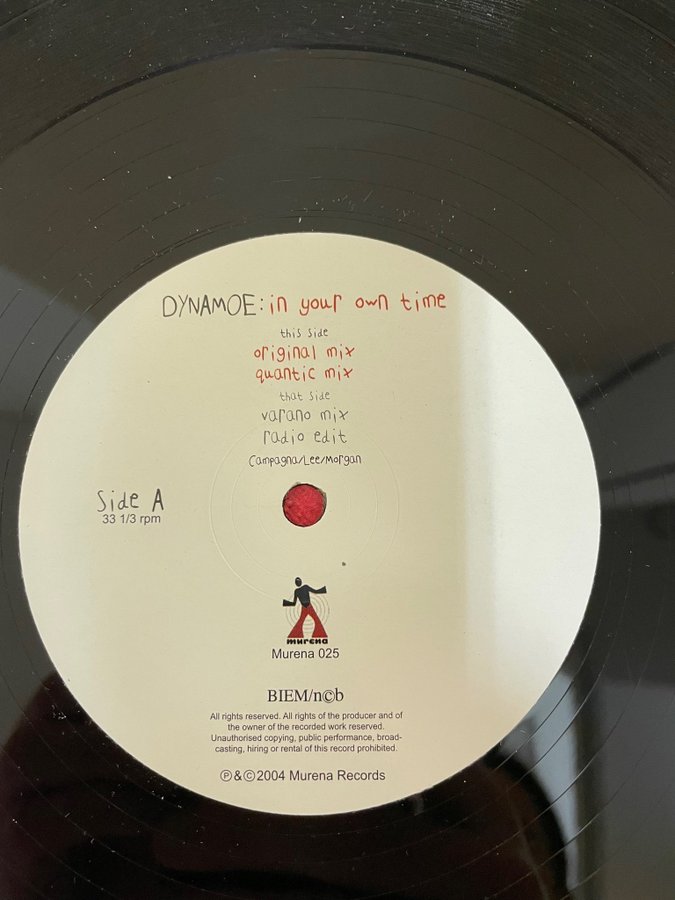 DYNAMOE: in your own time
this side
original mix
quantic mix
that side
varano mix
radio edit
Campagna/Lee/Morgan
Side A
33 1/3 rpm
murena
Murena 025
BIEM/n©b
All rights reserved. All rights of the producer and of
the owner of the recorded work reserved.
Unauthorised copying, public performance, broad-
casting, hiring or rental of this record prohibited.
℗&©2004 Murena Records